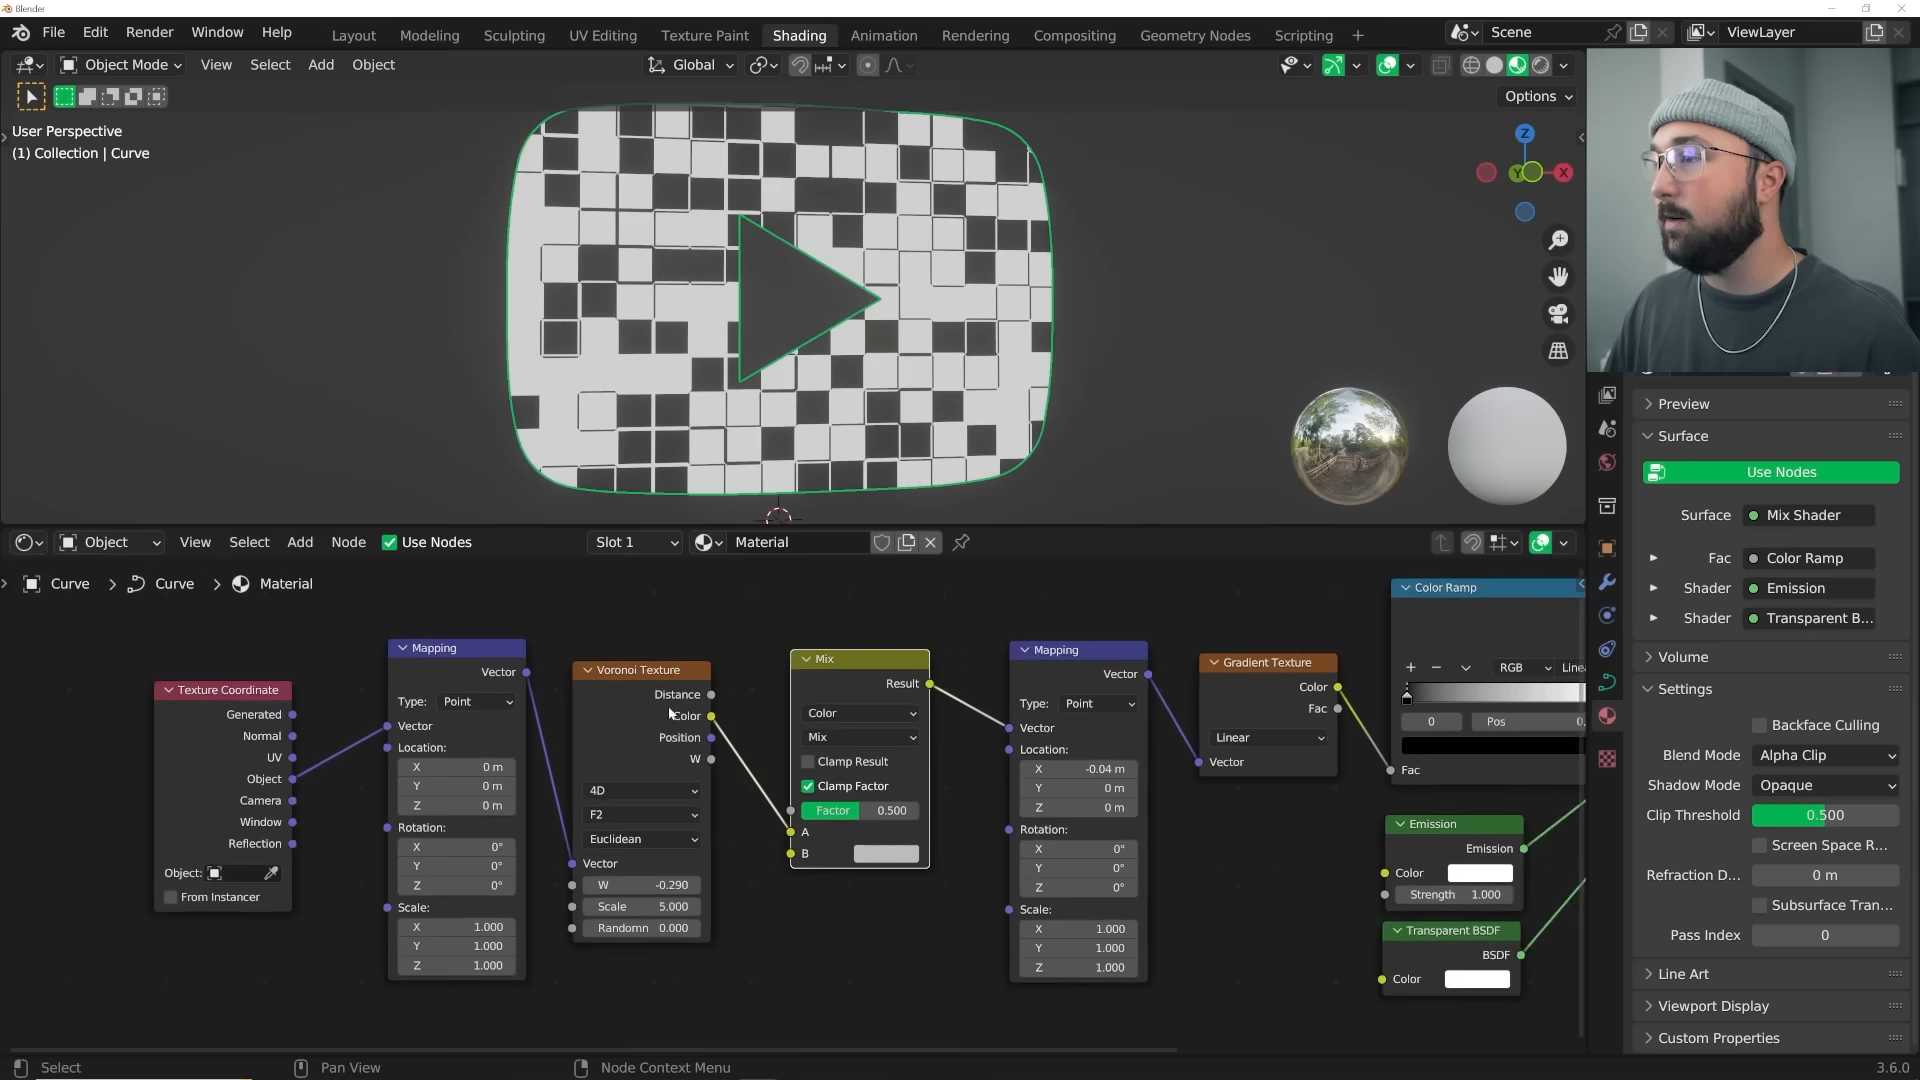 Blender
File Edit Render Window Help
Layout Modeling Sculpting UV Editing Texture Paint Shading Animation Rendering Compositing Geometry Nodes Scripting +
Scene
ViewLayer
Object Mode View Select Add Object
Global
Options
User Perspective
(1) Collection | Curve
Z
Y
X
Object View Select Add Node Use Nodes
Slot 1
Material
Curve > Curve > Material
Texture Coordinate
Generated
Normal
UV
Object
Camera
Window
Reflection
Object:
From Instancer
Mapping
Vector
Type: Point
Vector
Location:
X 0 m
Y 0 m
Z 0 m
Rotation:
X 0°
Y 0°
Z 0°
Scale:
X 1.000
Y 1.000
Z 1.000
Voronoi Texture
Distance
Color
Position
W
4D
F2
Euclidean
Vector
W -0.290
Scale 5.000
Randomn 0.000
Mix
Result
Color
Mix
Clamp Result
Clamp Factor
Factor 0.500
A
B
Mapping
Vector
Type: Point
Vector
Location:
X -0.04 m
Y 0 m
Z 0 m
Rotation:
X 0°
Y 0°
Z 0°
Scale:
X 1.000
Y 1.000
Z 1.000
Gradient Texture
Color
Fac
Linear
Vector
Color Ramp
+ − RGB Linea
0 Pos 0.
Fac
Emission
Emission
Color
Strength 1.000
Transparent BSDF
BSDF
Color
Preview
Surface
Use Nodes
Surface Mix Shader
Fac Color Ramp
Shader Emission
Shader Transparent B...
Volume
Settings
Backface Culling
Blend Mode Alpha Clip
Shadow Mode Opaque
Clip Threshold 0.500
Screen Space R...
Refraction D... 0 m
Subsurface Tran...
Pass Index 0
Line Art
Viewport Display
Custom Properties
Select
Pan View
Node Context Menu
3.6.0